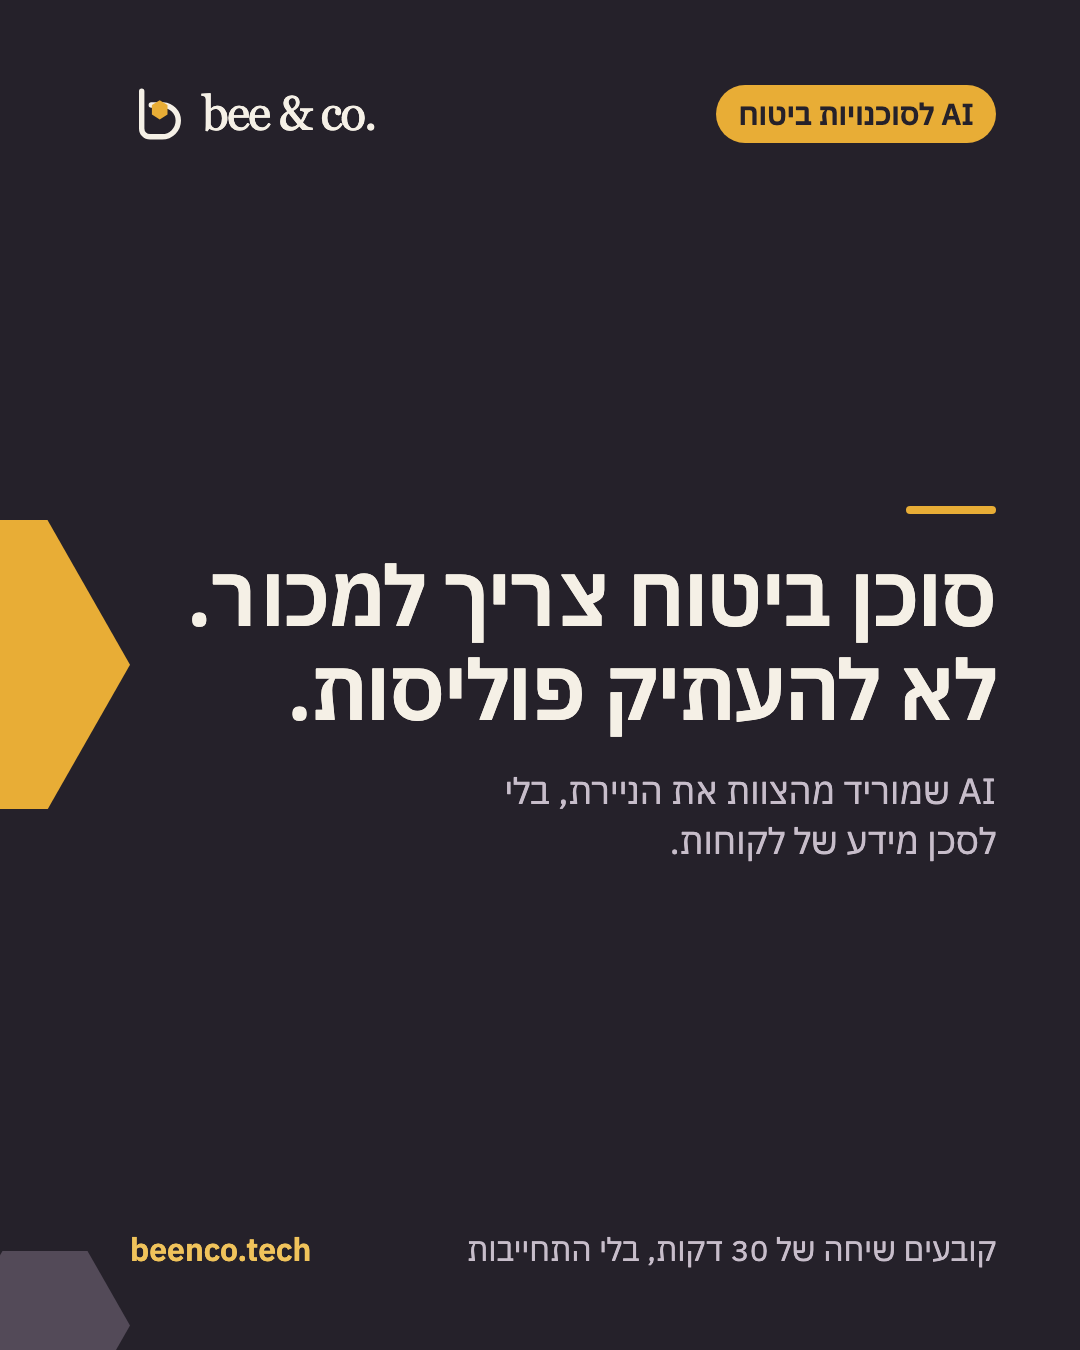 bee & co.
AI לסוכנויות ביטוח
סוכן ביטוח צריך למכור.
לא להעתיק פוליסות.
AI שמוריד מהצוות את הניירת, בלי
לסכן מידע של לקוחות.
קובעים שיחה של 30 דקות, בלי התחייבות
beenco.tech